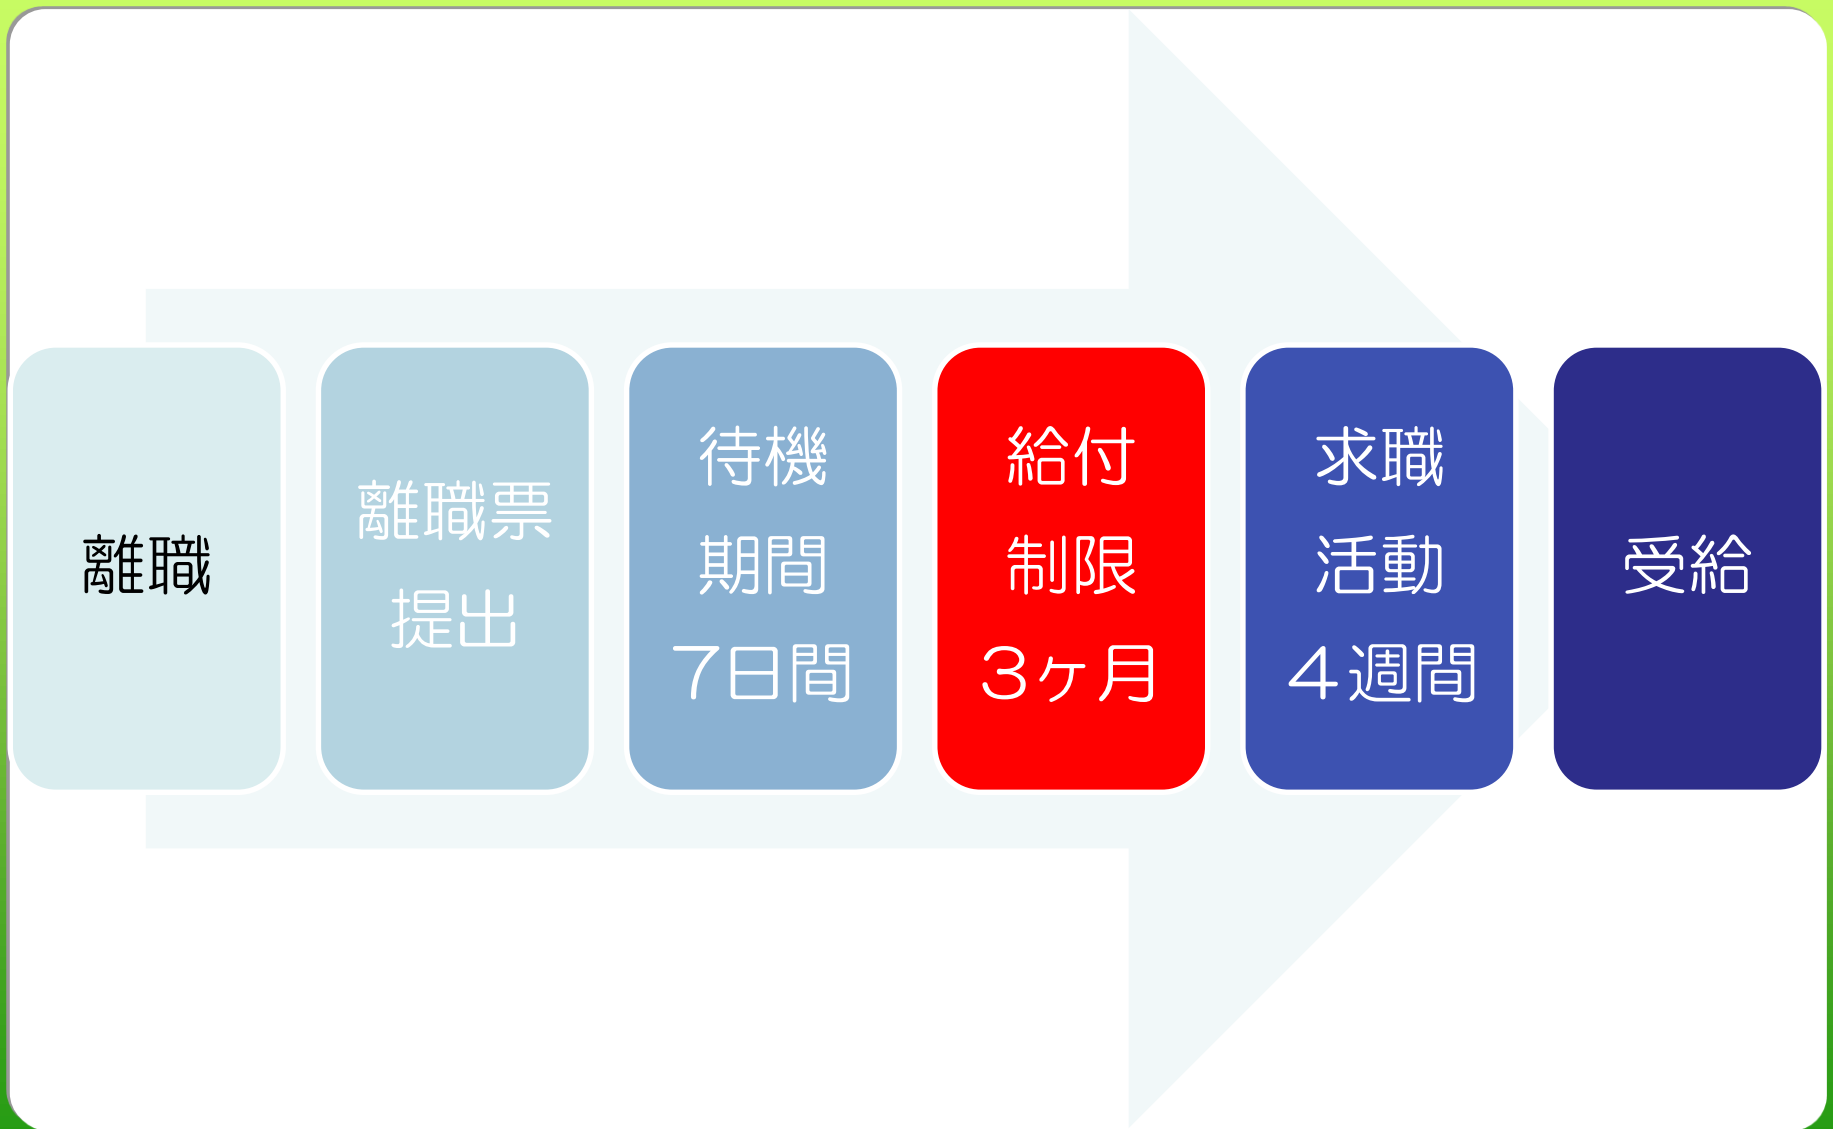 離職
離職票
提出
待機
期間
7日間
給付
制限
3ヶ月
求職
活動
4週間
受給